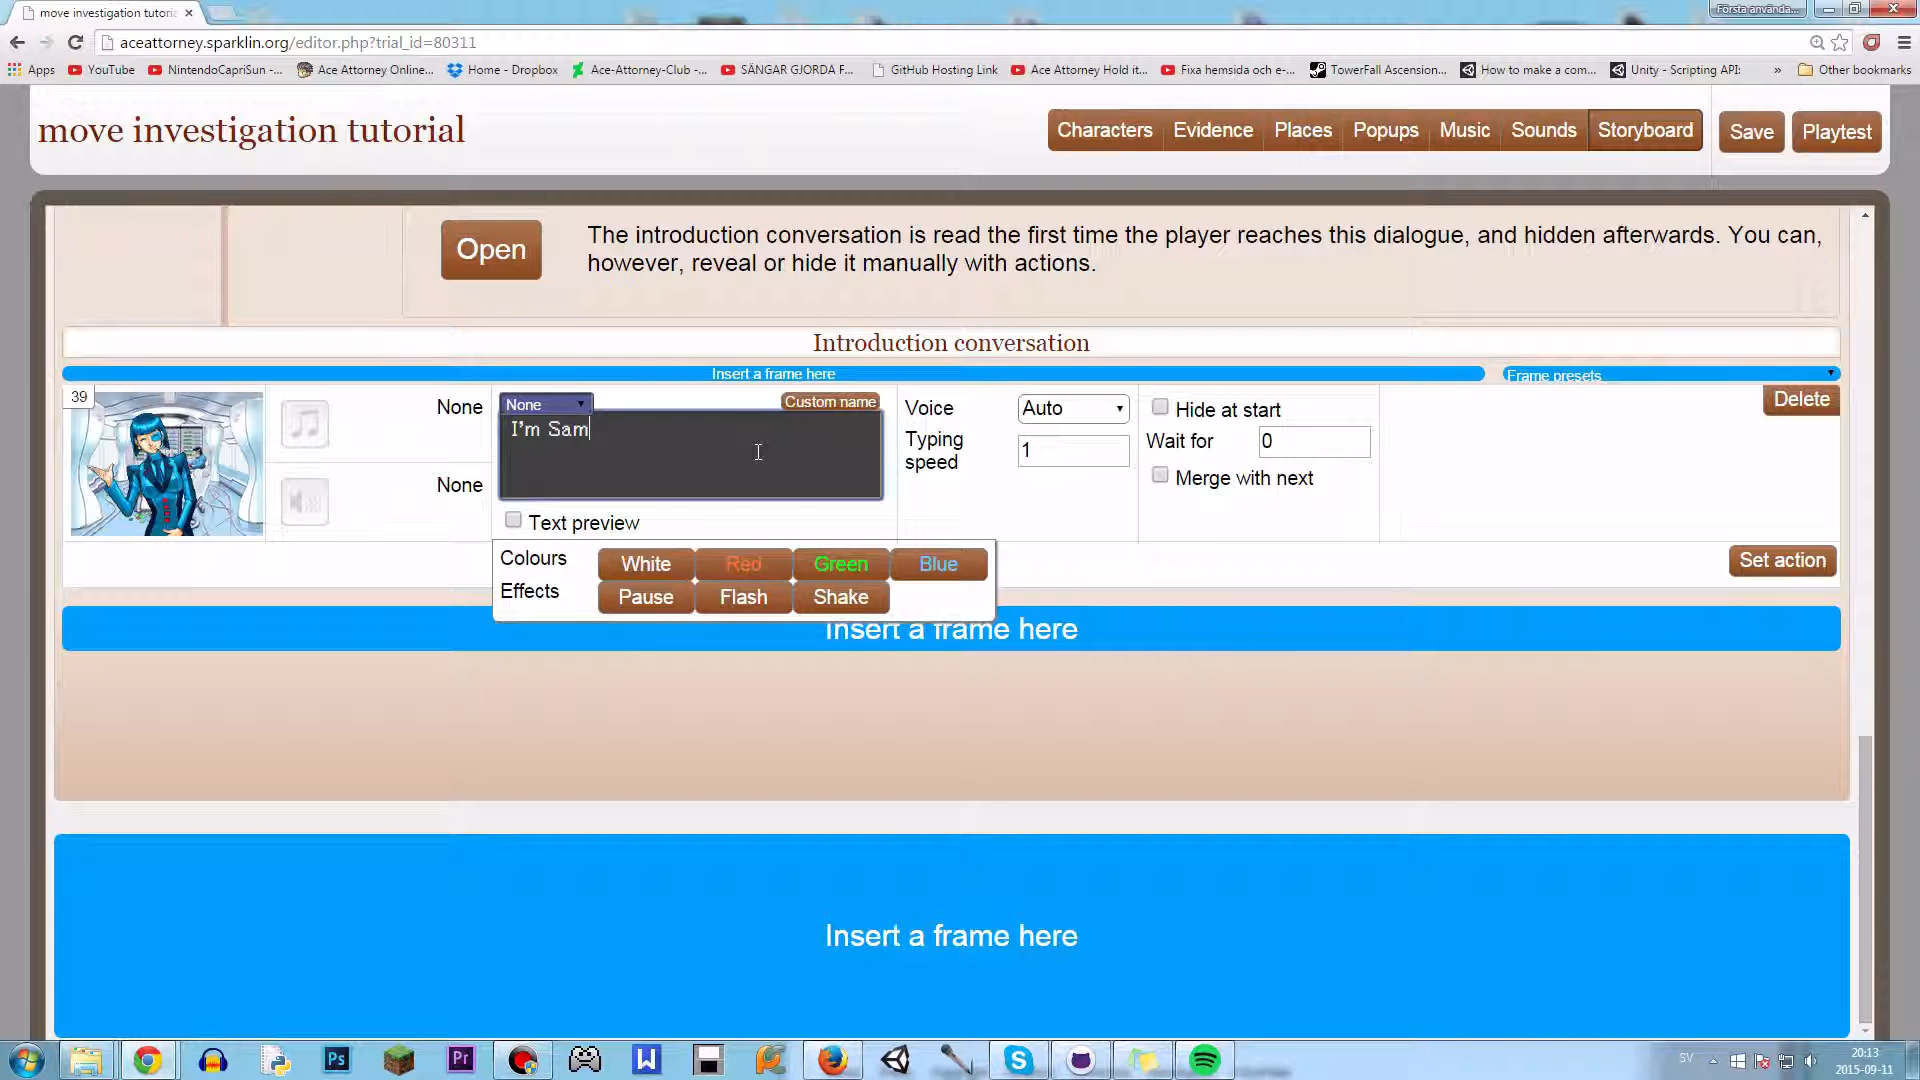 move investigation tutoria
Första använda...
aceattorney.sparklin.org/editor.php?trial_id=80311
Apps YouTube NintendoCapriSun -... Ace Attorney Online... Home - Dropbox Ace-Attorney-Club -... SÅNGAR GJORDA F... GitHub Hosting Link Ace Attorney Hold it... Fixa hemsida och e-... TowerFall Ascension... How to make a com... Unity - Scripting API: » Other bookmarks
move investigation tutorial
Characters Evidence Places Popups Music Sounds Storyboard Save Playtest
Open
The introduction conversation is read the first time the player reaches this dialogue, and hidden afterwards. You can,
however, reveal or hide it manually with actions.
Introduction conversation
Insert a frame here Frame presets
39
None
None
None Custom name
I'm Sam
Text preview
Voice Auto
Typing
speed 1
Hide at start
Wait for 0
Merge with next
Delete
Colours White Red Green Blue
Effects Pause Flash Shake
Set action
Insert a frame here
Insert a frame here
Ps
Pr
W
SV
20:13
2015-09-11